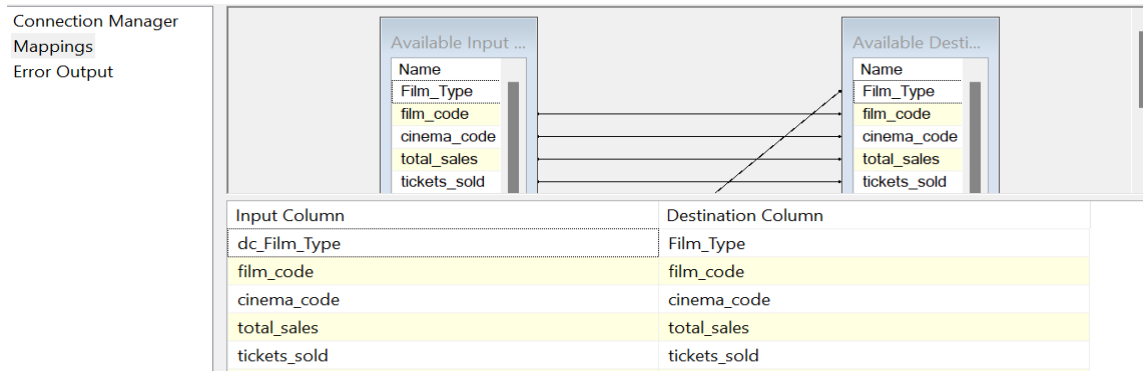 Connection Manager
Mappings
Error Output
Available Input ...
Name
Film_Type
film_code
cinema_code
total_sales
tickets_sold
Available Desti...
Name
Film_Type
film_code
cinema_code
total_sales
tickets_sold
Input Column Destination Column
dc_Film_Type Film_Type
film_code film_code
cinema_code cinema_code
total_sales total_sales
tickets_sold tickets_sold